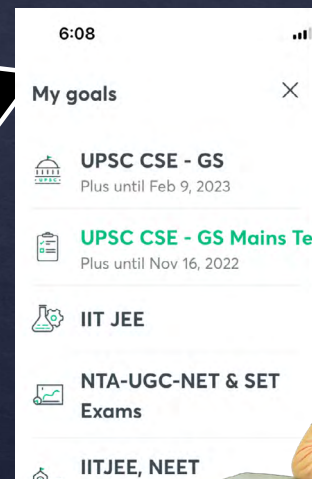 6:08
My goals
UPSC CSE - GS
Plus until Feb 9, 2023
UPSC CSE - GS Mains Te
Plus until Nov 16, 2022
IIT JEE
NTA-UGC-NET & SET
Exams
IITJEE, NEET